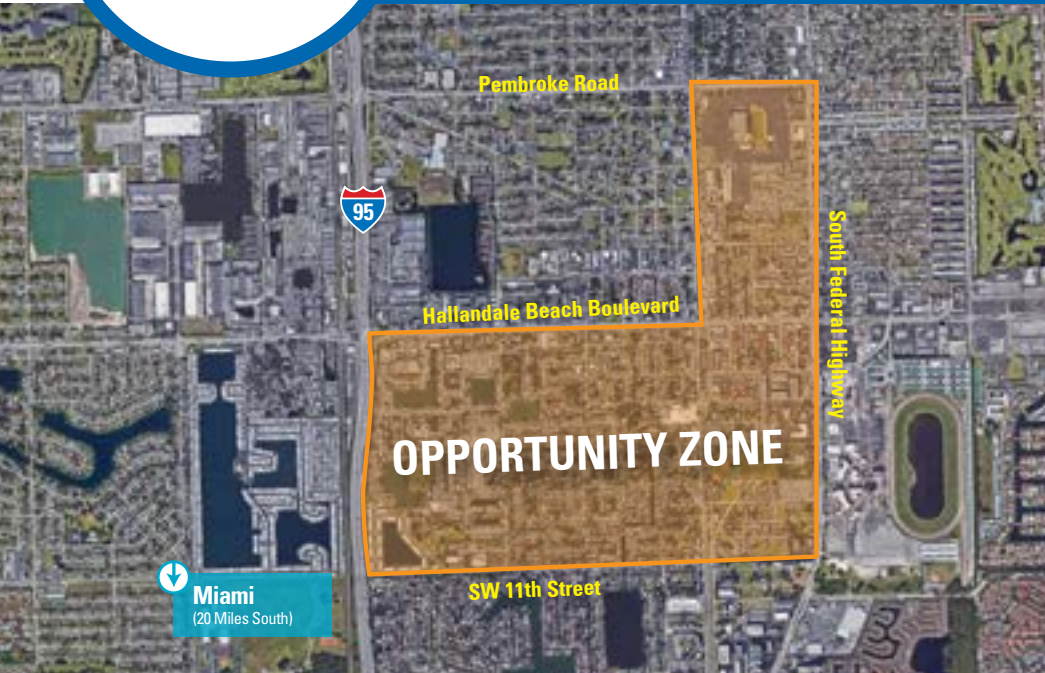 Pembroke Road
95
South Federal Highway
Hallandale Beach Boulevard
OPPORTUNITY ZONE
SW 11th Street
Miami
(20 Miles South)